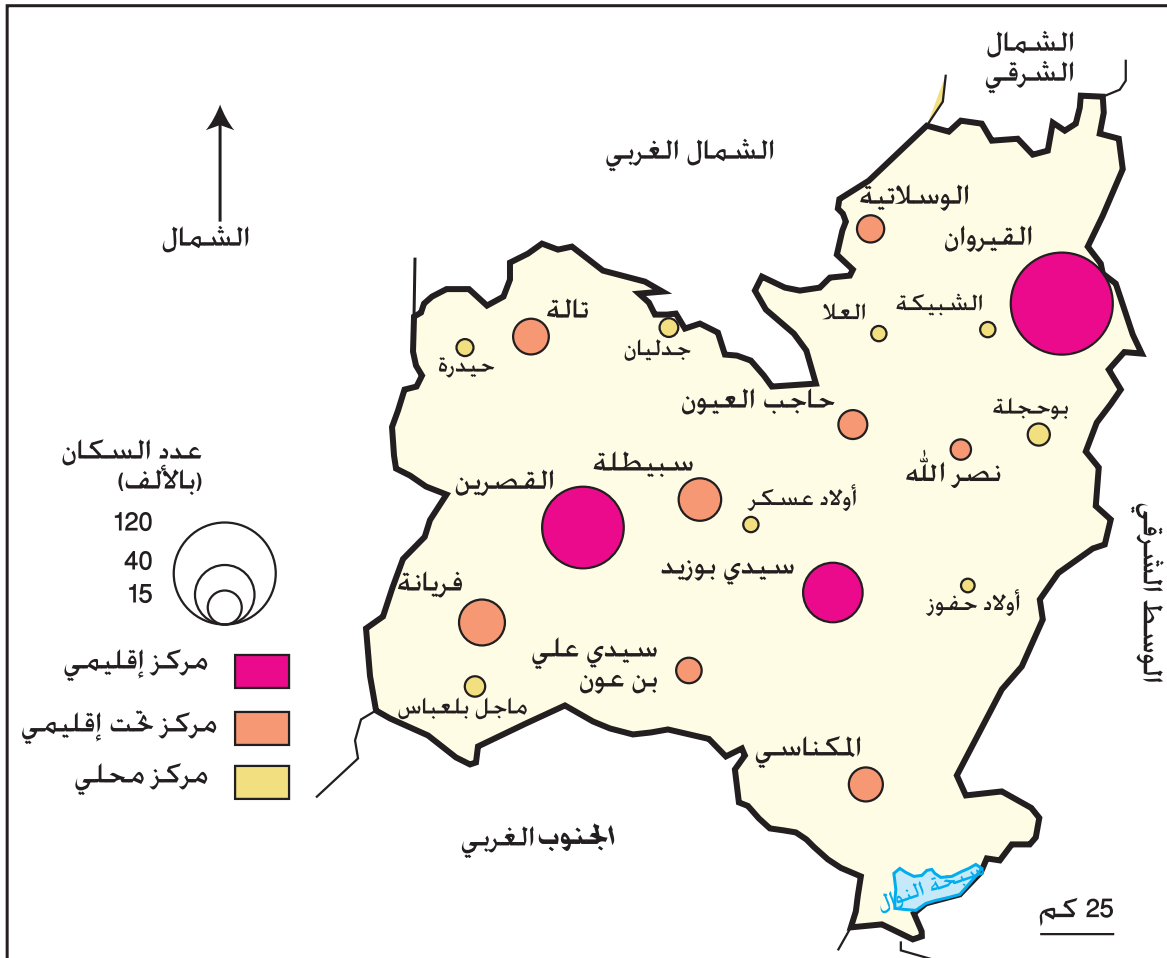 الشمال
الشرقي
الشمال الغربي
الشمال
الوسلاتية
القيروان
الشبيكة
العلا
تالة
جدليان
حيدرة
حاجب العيون
بوحجلة
نصر الله
سبيطلة
القصرين
أولاد عسكر
سيدي بوزيد
أولاد حفوز
فريانة
سيدي علي
بن عون
ماجل بلعباس
المكناسي
الوسط الشرقي
الجنوب الغربي
سبخة النوال
25 كم
عدد السكان
(بالألف)
120
40
15
مركز إقليمي
مركز تحت إقليمي
مركز محلي